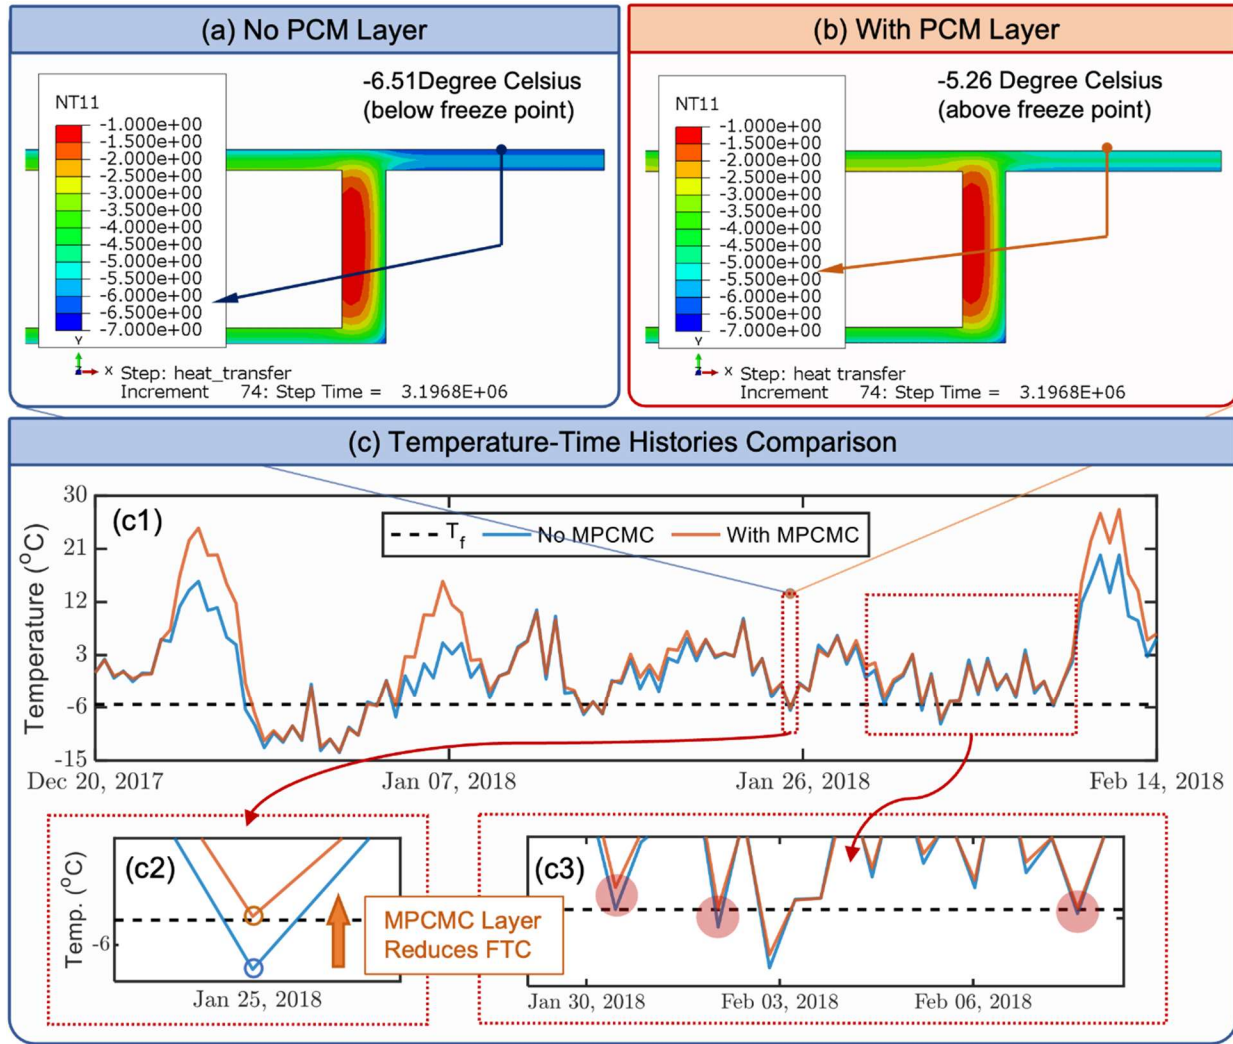 (a) No PCM Layer
-6.51Degree Celsius
(below freeze point)
NT11
-1.000e+00
-1.500e+00
-2.000e+00
-2.500e+00
-3.000e+00
-3.500e+00
-4.000e+00
-4.500e+00
-5.000e+00
-5.500e+00
-6.000e+00
-6.500e+00
-7.000e+00
Y
X
Step: heat_transfer
Increment 74: Step Time = 3.1968E+06
(b) With PCM Layer
-5.26 Degree Celsius
(above freeze point)
NT11
-1.000e+00
-1.500e+00
-2.000e+00
-2.500e+00
-3.000e+00
-3.500e+00
-4.000e+00
-4.500e+00
-5.000e+00
-5.500e+00
-6.000e+00
-6.500e+00
-7.000e+00
Y
X
Step: heat transfer
Increment 74: Step Time = 3.1968E+06
(c) Temperature-Time Histories Comparison
(c1)
T_f No MPCMC With MPCMC
Temperature (°C)
30
21
12
3
-6
-15
Dec 20, 2017 Jan 07, 2018 Jan 26, 2018 Feb 14, 2018
(c2)
Temp. (°C)
-6
Jan 25, 2018
MPCMC Layer
Reduces FTC
(c3)
Jan 30, 2018 Feb 03, 2018 Feb 06, 2018